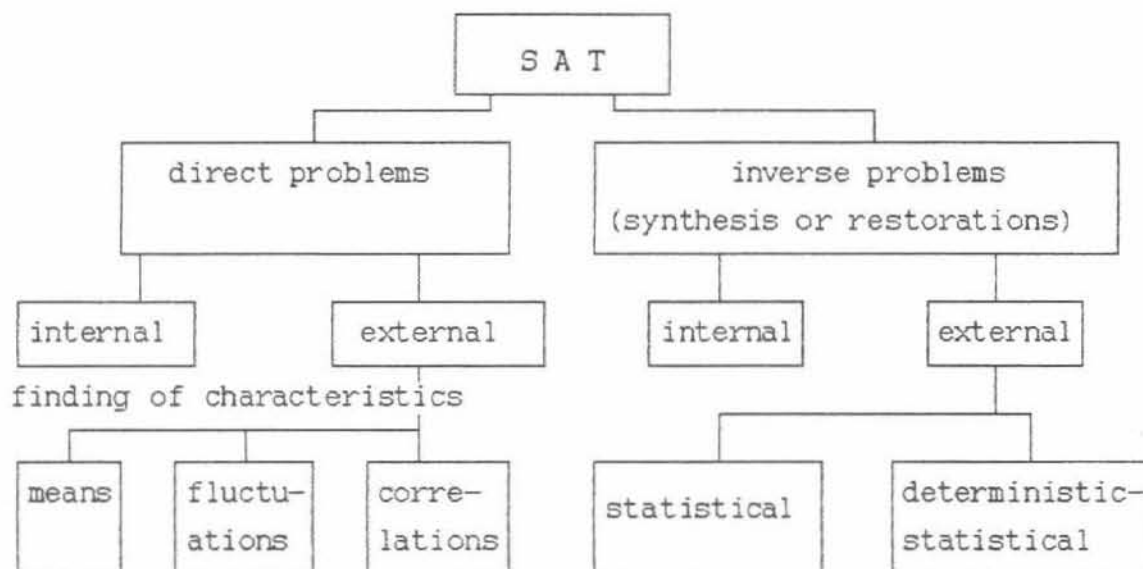 S A T
direct problems
inverse problems
(synthesis or restorations)
internal
external
internal
external
finding of characteristics
means
fluctu-
ations
corre-
lations
statistical
deterministic-
statistical